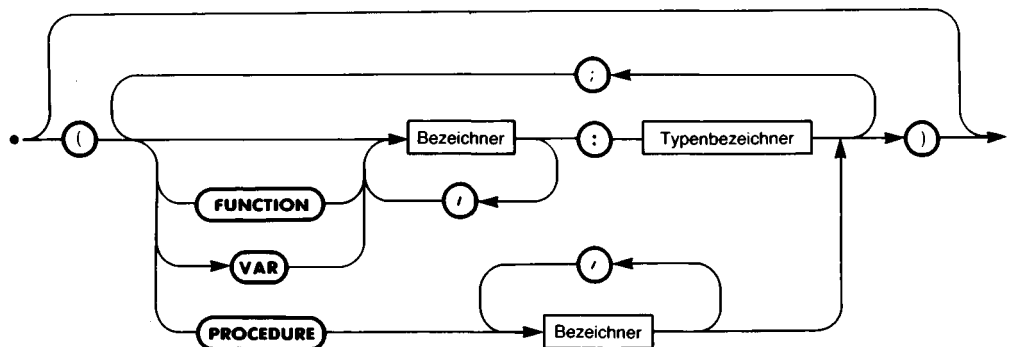 ;
( Bezeichner : Typenbezeichner )
FUNCTION ,
VAR ,
PROCEDURE Bezeichner